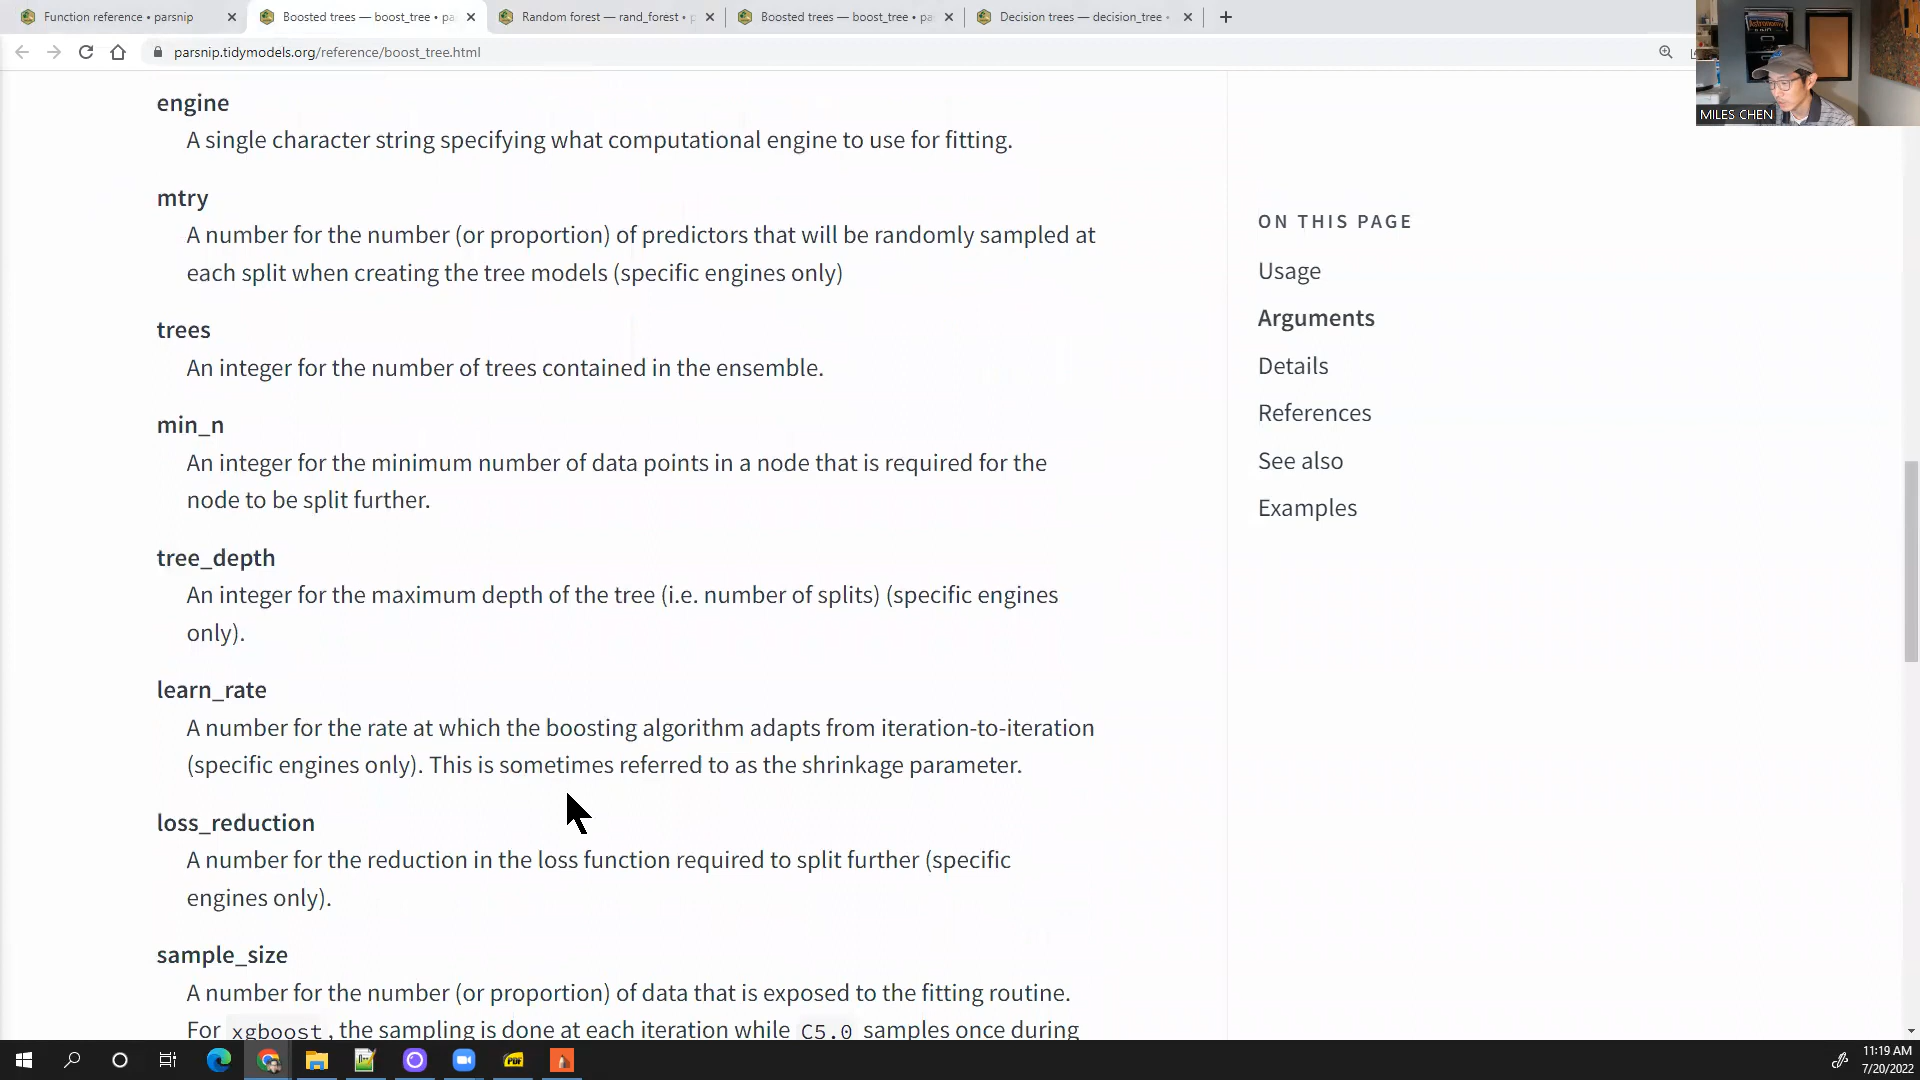 Function reference • parsnip
Boosted trees — boost_tree • pa
Random forest — rand_forest • p
Boosted trees — boost_tree • pa
Decision trees — decision_tree •
parsnip.tidymodels.org/reference/boost_tree.html
MILES CHEN
engine
A single character string specifying what computational engine to use for fitting.
mtry
A number for the number (or proportion) of predictors that will be randomly sampled at
each split when creating the tree models (specific engines only)
trees
An integer for the number of trees contained in the ensemble.
min_n
An integer for the minimum number of data points in a node that is required for the
node to be split further.
tree_depth
An integer for the maximum depth of the tree (i.e. number of splits) (specific engines
only).
learn_rate
A number for the rate at which the boosting algorithm adapts from iteration-to-iteration
(specific engines only). This is sometimes referred to as the shrinkage parameter.
loss_reduction
A number for the reduction in the loss function required to split further (specific
engines only).
sample_size
A number for the number (or proportion) of data that is exposed to the fitting routine.
For xgboost, the sampling is done at each iteration while C5.0 samples once during
ON THIS PAGE
Usage
Arguments
Details
References
See also
Examples
11:19 AM
7/20/2022